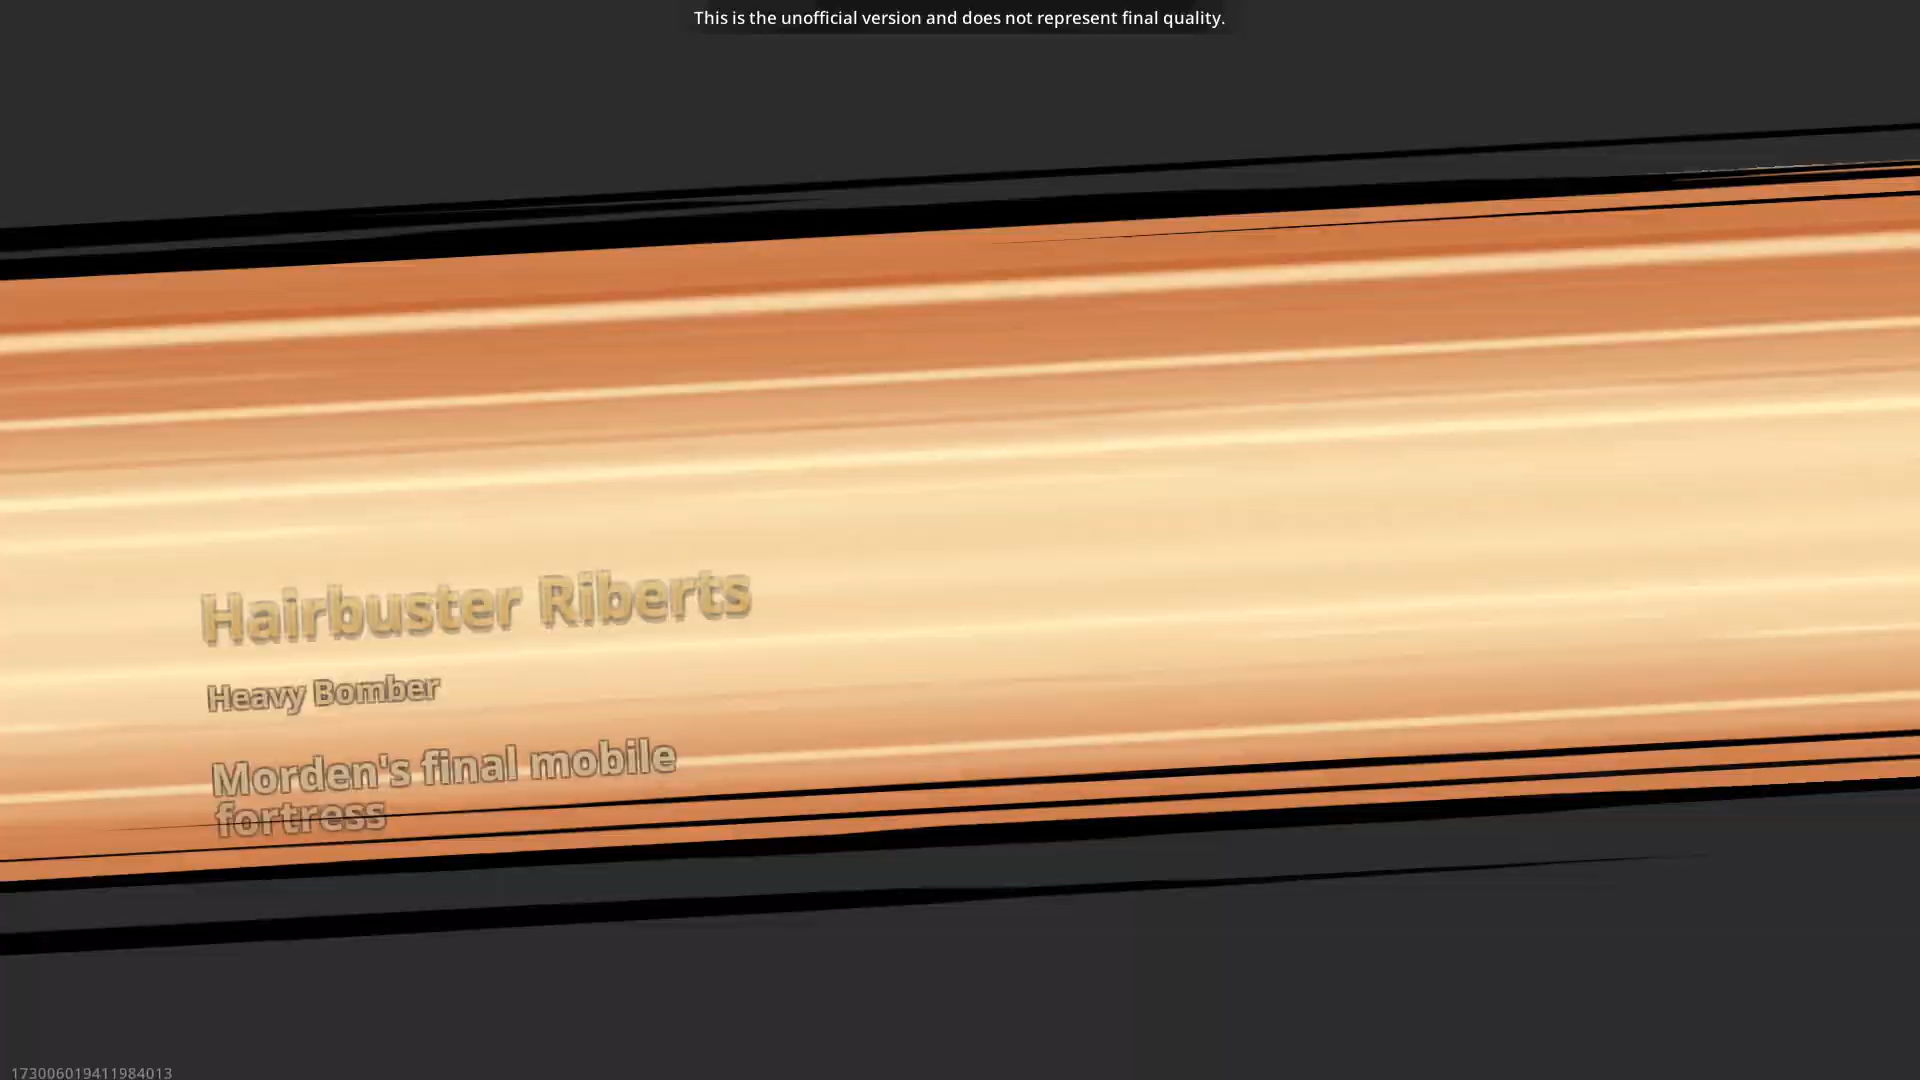 This is the unofficial version and does not represent final quality.
Hairbuster Riberts
Heavy Bomber
Morden's final mobile
fortress
173006019411984013